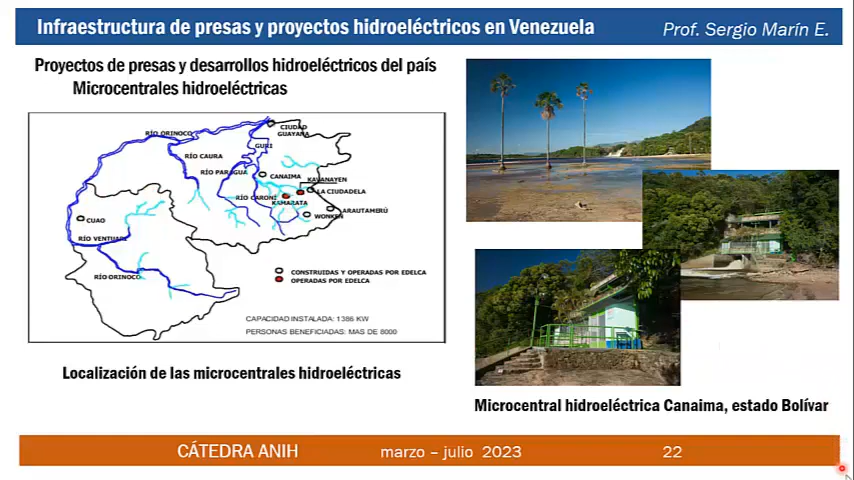 Infraestructura de presas y proyectos hidroeléctricos en Venezuela
Prof. Sergio Marín E.
Proyectos de presas y desarrollos hidroeléctricos del país
Microcentrales hidroeléctricas
RÍO ORINOCO
CIUDAD
GUAYANA
GURI
RÍO CAURA
RÍO PARAGUA
CANAIMA
KAVANAYEN
LA CIUDADELA
RÍO CARONÍ
KAMARATA
ARAUTAMERÚ
WONKEN
CUAO
RÍO VENTUARI
RÍO ORINOCO
CONSTRUIDAS Y OPERADAS POR EDELCA
OPERADAS POR EDELCA
CAPACIDAD INSTALADA: 1386 KW
PERSONAS BENEFICIADAS: MAS DE 8000
Localización de las microcentrales hidroeléctricas
Microcentral hidroeléctrica Canaima, estado Bolívar
CÁTEDRA ANIH
marzo – julio 2023
22